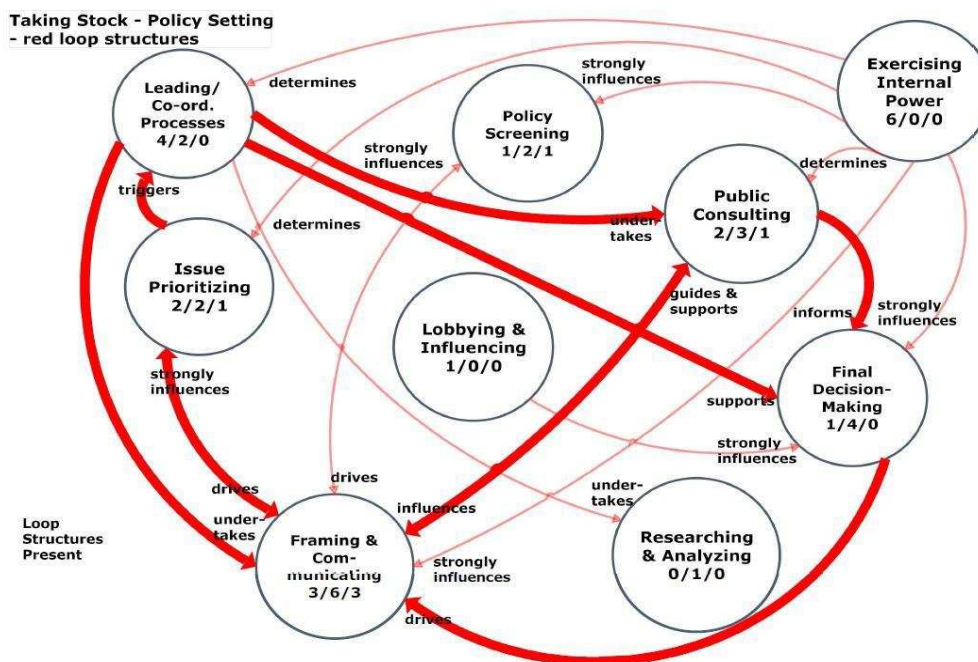 Taking Stock - Policy Setting
- red loop structures
Leading/
Co-ord.
Processes
4/2/0
determines
strongly
influences
Exercising
Internal
Power
6/0/0
Policy
Screening
1/2/1
strongly
influences
determines
triggers
Public
Consulting
2/3/1
under-
takes
determines
Issue
Prioritizing
2/2/1
guides &
supports
informs
strongly
influences
Lobbying &
Influencing
1/0/0
strongly
influences
supports
Final
Decision-
Making
1/4/0
strongly
influences
drives
drives
under-
takes
influences
under-
takes
Loop
Structures
Present
Framing &
Com-
municating
3/6/3
strongly
influences
drives
Researching
& Analyzing
0/1/0